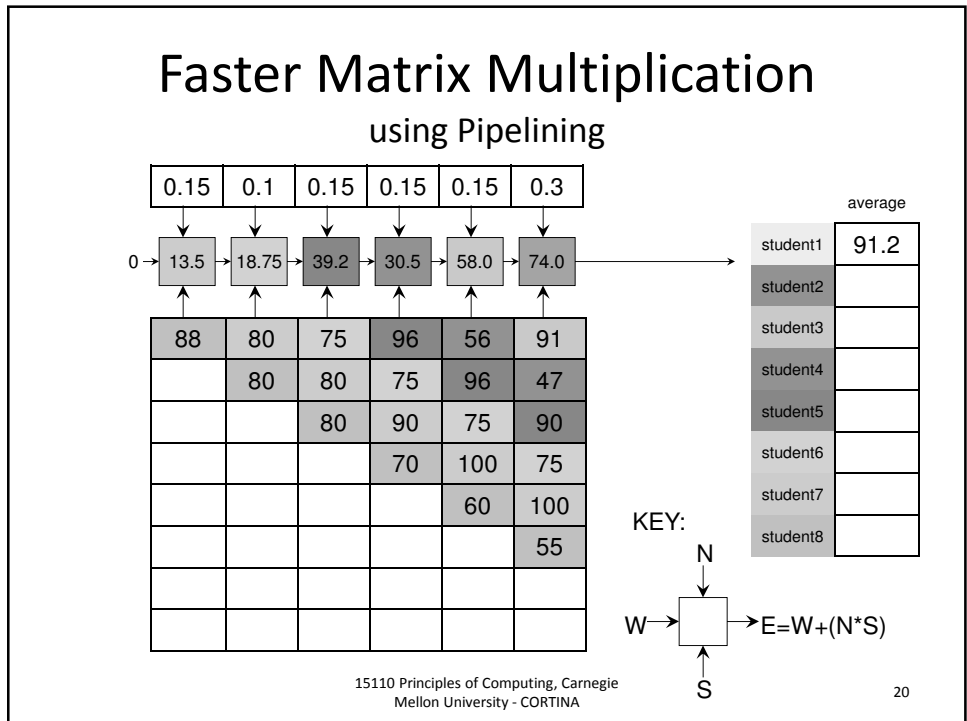 Faster Matrix Multiplication
using Pipelining
0.15 0.1 0.15 0.15 0.15 0.3
0 13.5 18.75 39.2 30.5 58.0 74.0
88 80 75 96 56 91
80 80 75 96 47
80 90 75 90
70 100 75
60 100
55
average
student1 91.2
student2
student3
student4
student5
student6
student7
student8
KEY:
N
W E=W+(N*S)
S
15110 Principles of Computing, Carnegie
Mellon University - CORTINA
20